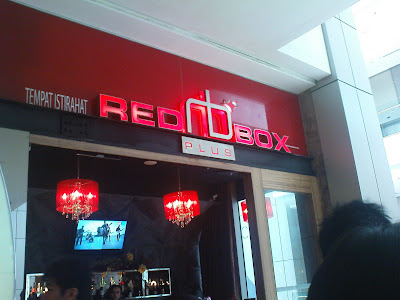 TEMPAT ISTIRAHAT
RED BOX
PLUS